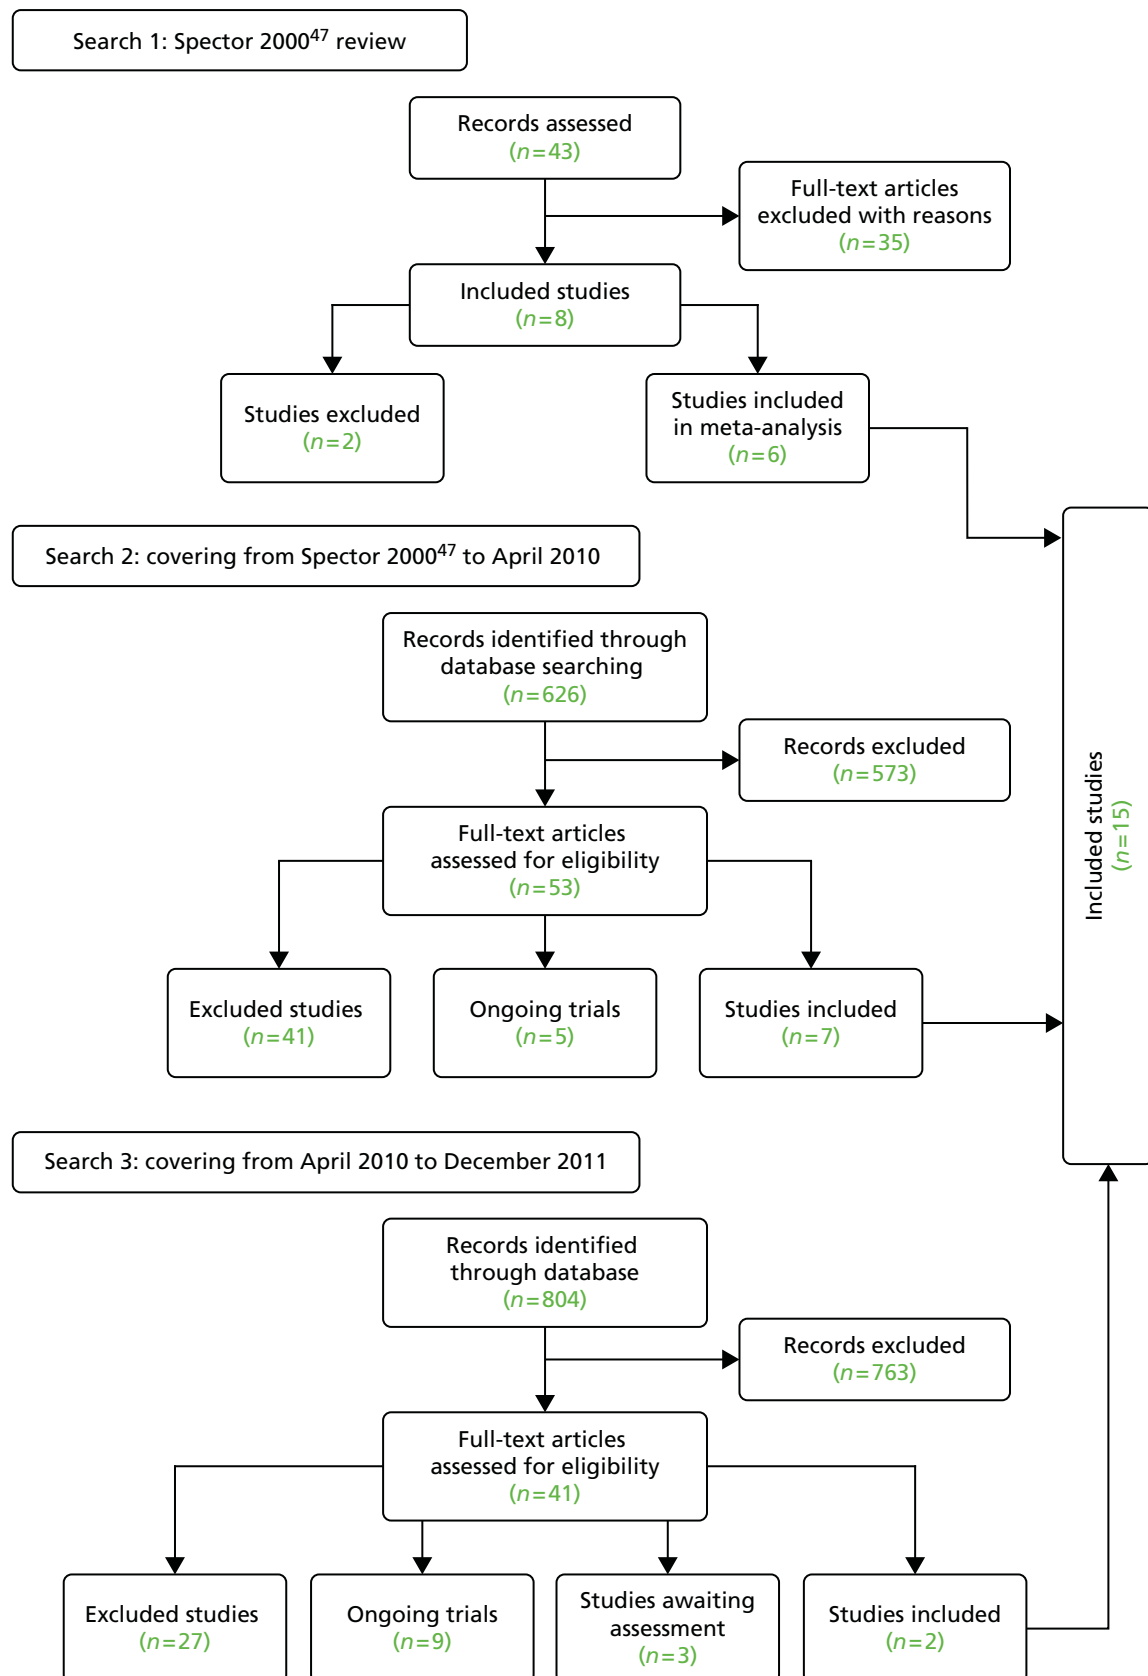 Search 1: Spector 2000⁴⁷ review
Records assessed
(n=43)
Full-text articles
excluded with reasons
(n=35)
Included studies
(n=8)
Studies excluded
(n=2)
Studies included
in meta-analysis
(n=6)
Search 2: covering from Spector 2000⁴⁷ to April 2010
Records identified through
database searching
(n=626)
Records excluded
(n=573)
Full-text articles
assessed for eligibility
(n=53)
Excluded studies
(n=41)
Ongoing trials
(n=5)
Studies included
(n=7)
Included studies
(n=15)
Search 3: covering from April 2010 to December 2011
Records identified
through database
(n=804)
Records excluded
(n=763)
Full-text articles
assessed for eligibility
(n=41)
Excluded studies
(n=27)
Ongoing trials
(n=9)
Studies awaiting
assessment
(n=3)
Studies included
(n=2)